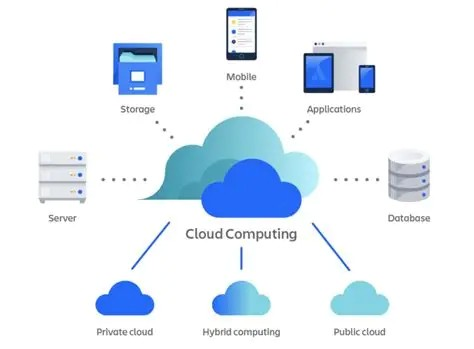 Mobile
Storage
Applications
Server
Database
Cloud Computing
Private cloud
Hybrid computing
Public cloud